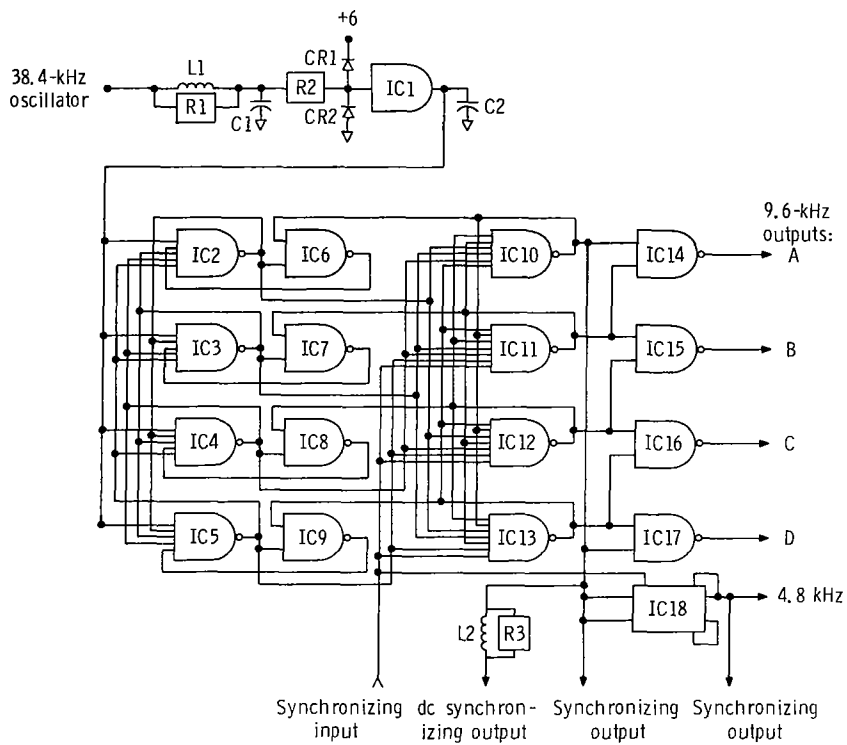 +6
L1
CR1
38.4-kHz
oscillator
R1
C1
R2
CR2
IC1
C2
9.6-kHz
outputs:
IC2
IC6
IC10
IC14
A
IC3
IC7
IC11
IC15
B
IC4
IC8
IC12
IC16
C
IC5
IC9
IC13
IC17
D
L2
R3
IC18
4.8 kHz
Synchronizing
input
dc synchron-
izing output
Synchronizing
output
Synchronizing
output